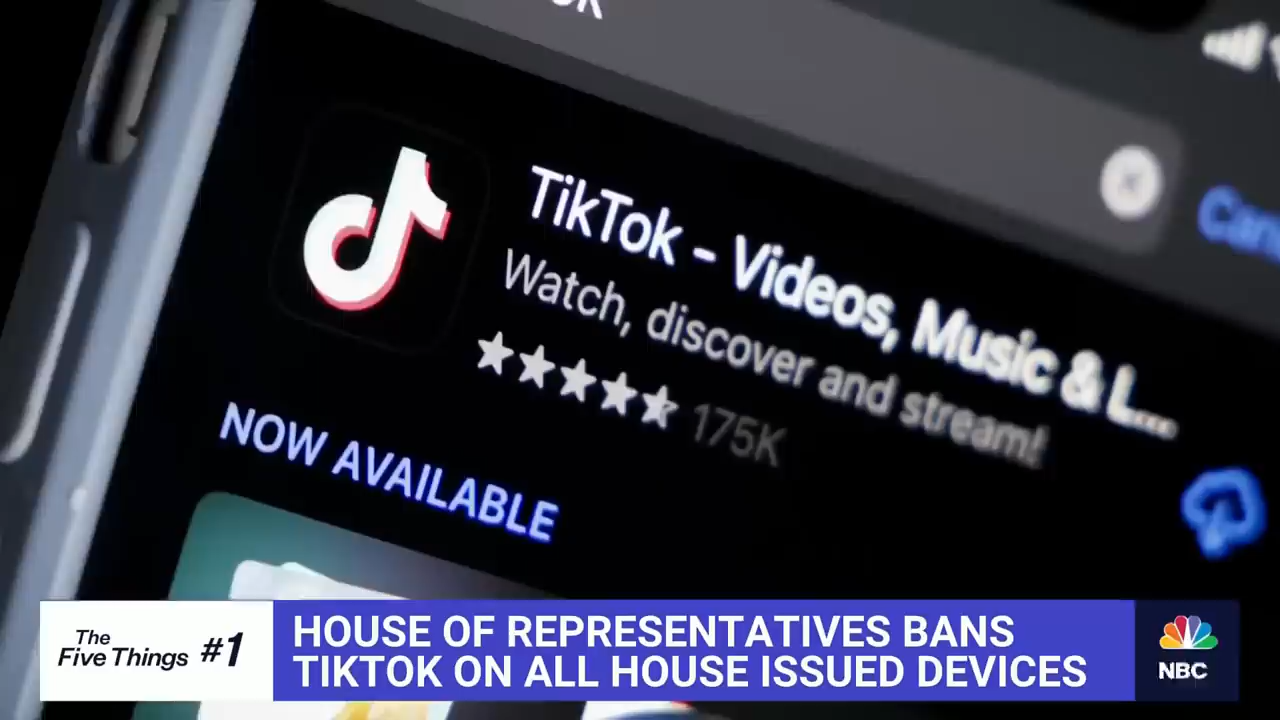 TikTok - Videos, Music & L...
Watch, discover and stream!
175K
NOW AVAILABLE
The
Five Things #1
HOUSE OF REPRESENTATIVES BANS
TIKTOK ON ALL HOUSE ISSUED DEVICES
NBC